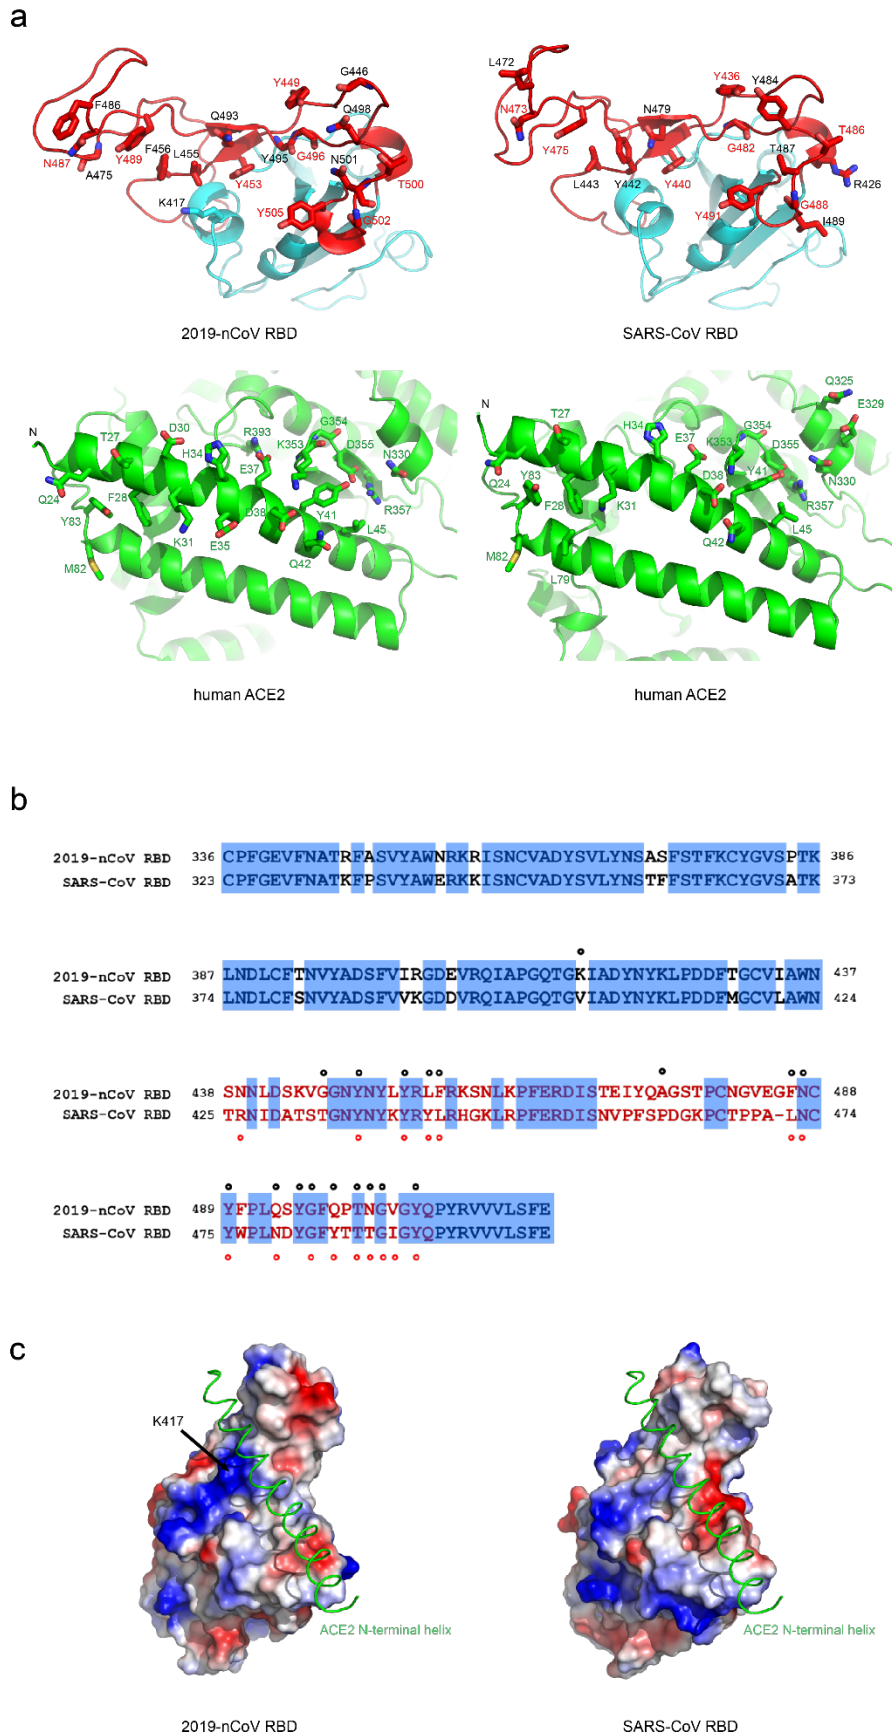 a
L472
G446
Y449
Y436
Y484
F486
Q493
Q498
N473
N479
T486
F456
Y475
G482
N487
Y489
L455
Y495
G496
T487
A475
N501
L443
Y442
Y440
R426
Y453
T500
K417
Y491
G488
Y505
G502
I489
2019-nCoV RBD
SARS-CoV RBD
Q325
E329
N
D30
G354
N
T27
H34
G354
T27
R393
K353
D355
H34
E37
K353
D355
E37
N330
Y41
N330
Q24
F28
Q24
Y83
D38
R357
Y83
D38
Y41
R357
F28
K31
L45
K31
E35
Q42
L45
M82
Q42
M82
L79
human ACE2
human ACE2
b
2019-nCoV RBD 336 CPFGEVFNATRFASVYAWNRKRISNCVADYSVLYNSASFSTFKCYGVSPTK 386
SARS-CoV RBD 323 CPFGEVFNATKFPSVYAWERKKISNCVADYSVLYNSTFFSTFKCYGVSATK 373
2019-nCoV RBD 387 LNDLCFTNVYADSFVIRGDEVRQIAPGQTGKIADYNYKLPDDFTGCVIAWN 437
SARS-CoV RBD 374 LNDLCFSNVYADSFVVKGDDVRQIAPGQTGVIADYNYKLPDDFMGCVLAWN 424
2019-nCoV RBD 438 SNNLDSKVGGNYNYLYRLFRKSNLKPFERDISTEIYQAGSTPCNGVEGFNC 488
SARS-CoV RBD 425 TRNIDATSTGNYNYKYRYLRHGKLRPFERDISNVPFSPDGKPCTPPA-LNC 474
2019-nCoV RBD 489 YFPLQSYGFQPTNGVGYQPYRVVVLSFE
SARS-CoV RBD 475 YWPLNDYGFYTTTGIGYQPYRVVVLSFE
c
K417
ACE2 N-terminal helix
ACE2 N-terminal helix
2019-nCoV RBD
SARS-CoV RBD